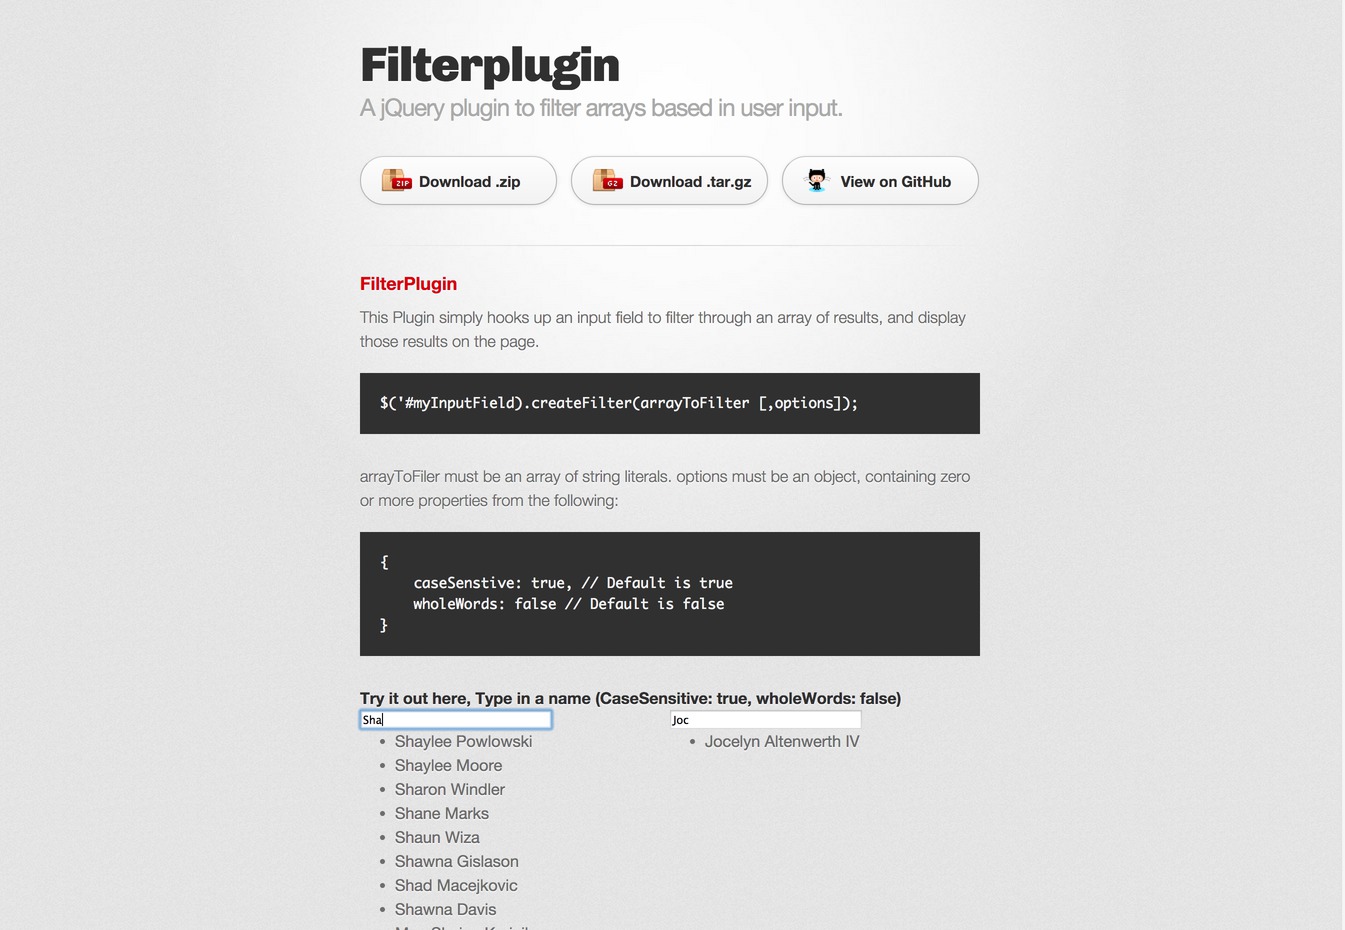 Filterplugin
A jQuery plugin to filter arrays based in user input.
ZIP Download .zip
GZ Download .tar.gz
View on GitHub
FilterPlugin
This Plugin simply hooks up an input field to filter through an array of results, and display
those results on the page.
$('#myInputField).createFilter(arrayToFilter [,options]);
arrayToFiler must be an array of string literals. options must be an object, containing zero
or more properties from the following:
{
    caseSenstive: true, // Default is true
    wholeWords: false // Default is false
}
Try it out here, Type in a name (CaseSensitive: true, wholeWords: false)
Sha
• Shaylee Powlowski
• Shaylee Moore
• Sharon Windler
• Shane Marks
• Shaun Wiza
• Shawna Gislason
• Shad Macejkovic
• Shawna Davis
Joc
• Jocelyn Altenwerth IV